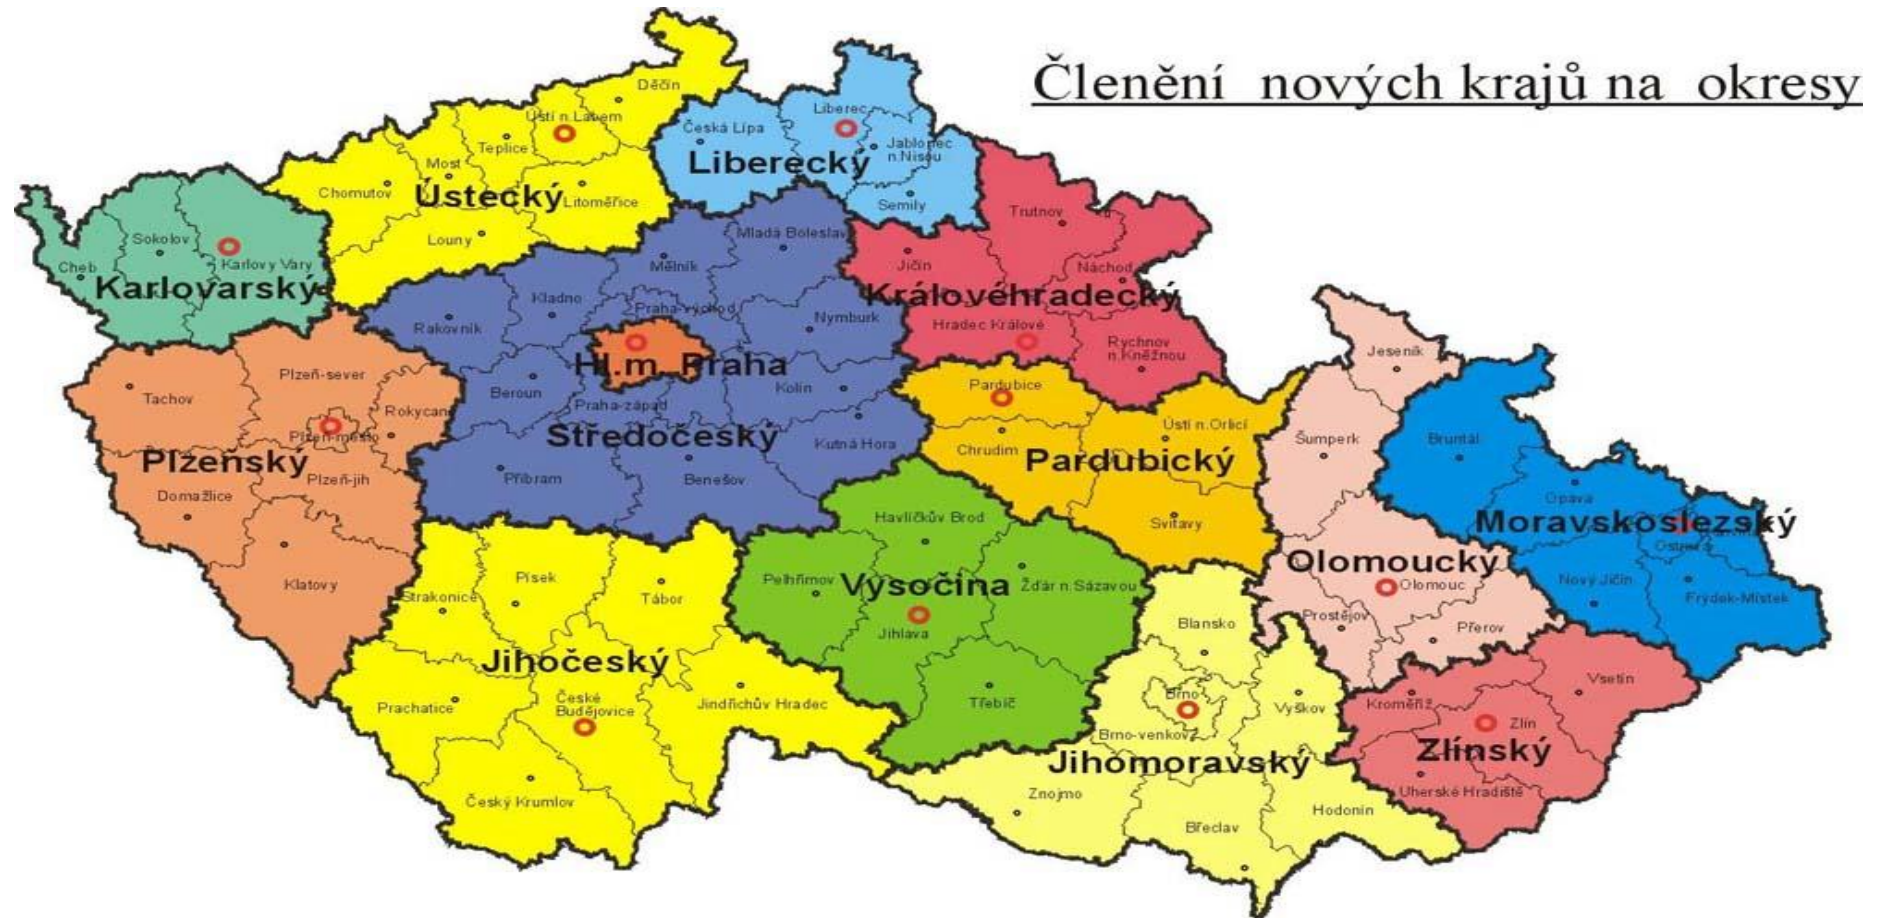 Členění nových krajů na okresy
Děčín
Ústí n.Labem
Teplice
Most
Chomutov
Ústecký
Litoměřice
Louny
Liberec
Česká Lípa
Jablonec
n.Nisou
Liberecký
Semily
Sokolov
Cheb
Karlovy Vary
Karlovarský
Mladá Boleslav
Mělník
Kladno
Praha-východ
Rakovník
Nymburk
Hl.m. Praha
Beroun
Kolín
Praha-západ
Středočeský
Kutná Hora
Příbram
Benešov
Trutnov
Jičín
Náchod
Královéhradecký
Hradec Králové
Rychnov
n.Kněžnou
Plzeň-sever
Tachov
Rokycany
Plzeň-město
Plzeňský
Plzeň-jih
Domažlice
Klatovy
Pardubice
Ústí n.Orlicí
Chrudim
Pardubický
Svitavy
Jeseník
Šumperk
Olomoucky
Olomouc
Prostějov
Přerov
Bruntál
Opava
Moravskoslezský
Ostrava
Nový Jičín
Frýdek-Místek
Havlíčkův Brod
Pelhřimov
Vysočina
Žďár n.Sázavou
Jihlava
Třebíč
Písek
Strakonice
Tábor
Jihočeský
Prachatice
České
Budějovice
Jindřichův Hradec
Český Krumlov
Blansko
Brno
Vyškov
Brno-venkov
Jihomoravský
Znojmo
Hodonín
Břeclav
Vsetín
Kroměříž
Zlín
Zlínský
Uherské Hradiště